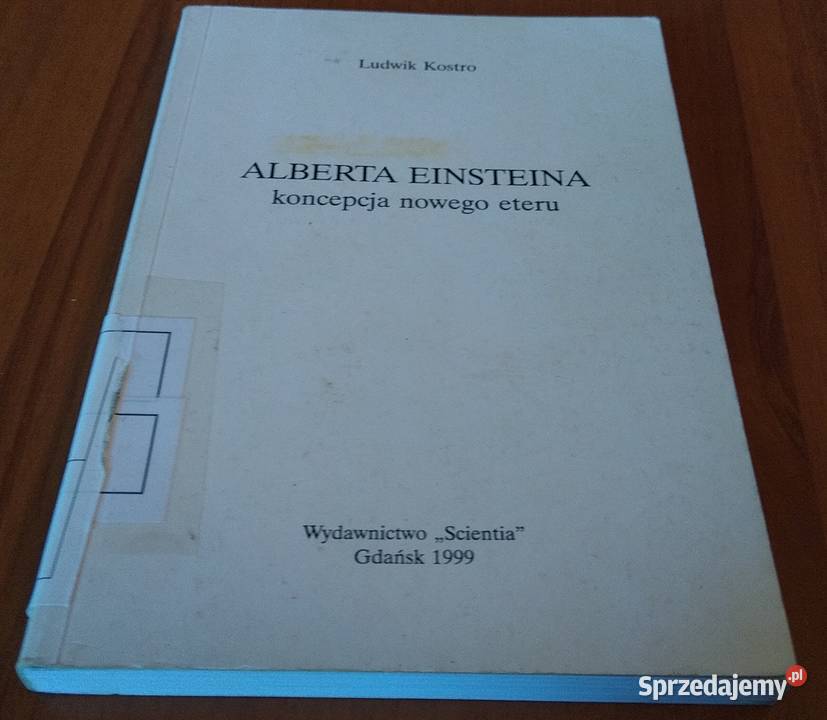 Ludwik Kostro
ALBERTA EINSTEINA
koncepcja nowego eteru
Wydawnictwo „Scientia”
Gdańsk 1999
Sprzedajemy.pl